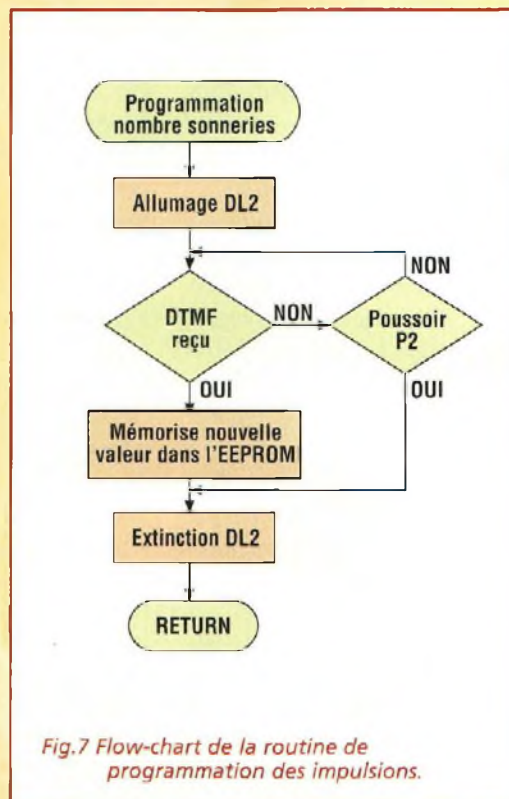 Programmation
nombre sonneries
Allumage DL2
NON
DTMF
reçu
NON
Poussoir
P2
OUI
OUI
Mémorise nouvelle
valeur dans l'EEPROM
Extinction DL2
RETURN
Fig.7 Flow-chart de la routine de
programmation des impulsions.